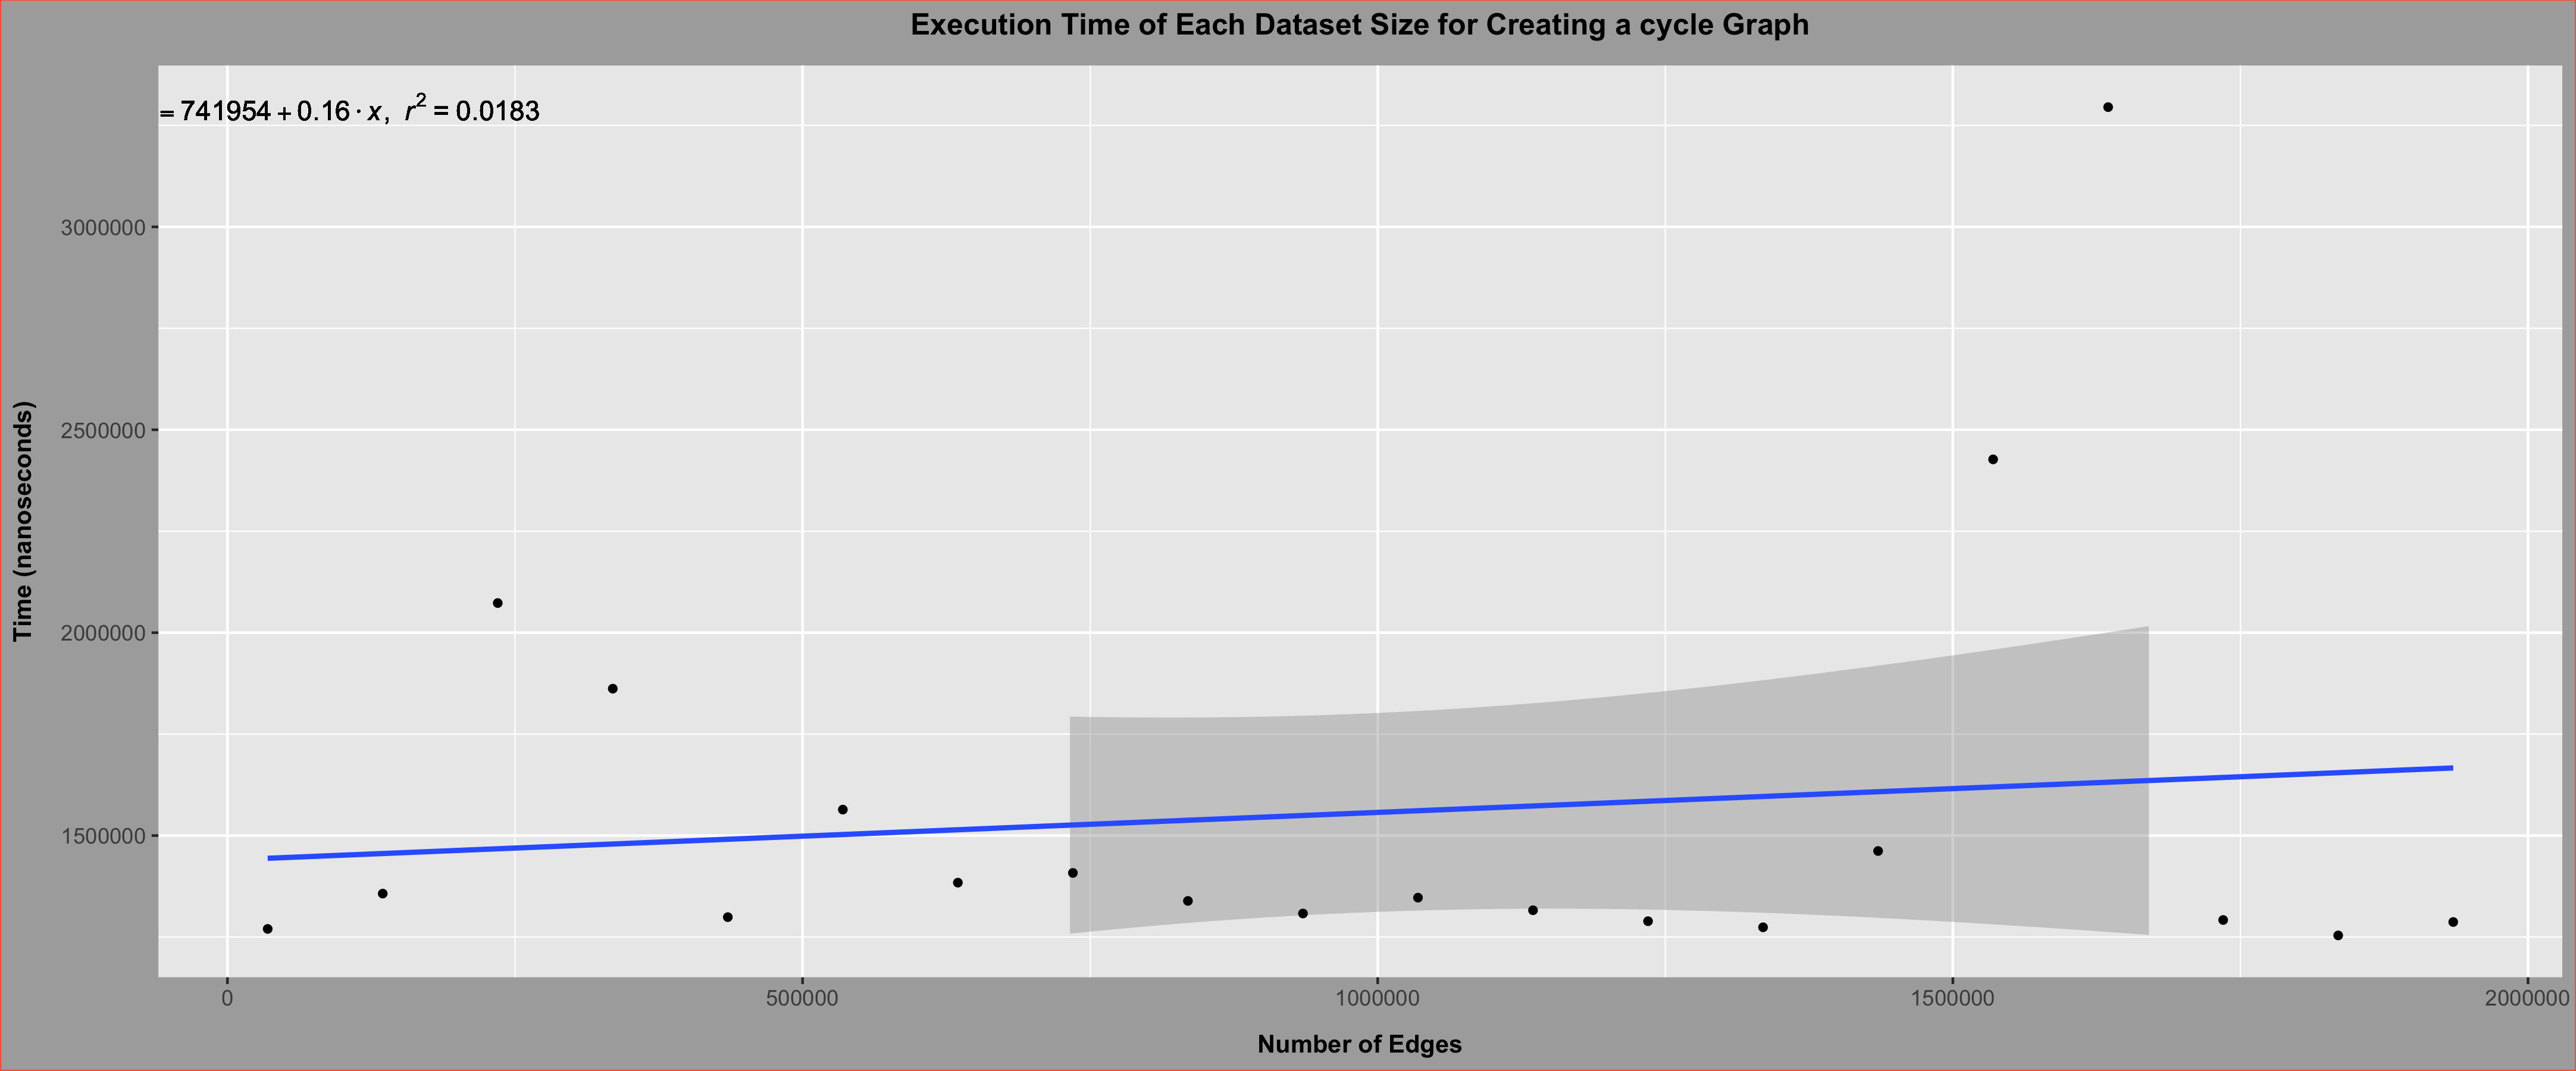 Execution Time of Each Dataset Size for Creating a cycle Graph
= 741954 + 0.16 · x, r² = 0.0183
Time (nanoseconds)
3000000
2500000
2000000
1500000
0 500000 1000000 1500000 2000000
Number of Edges